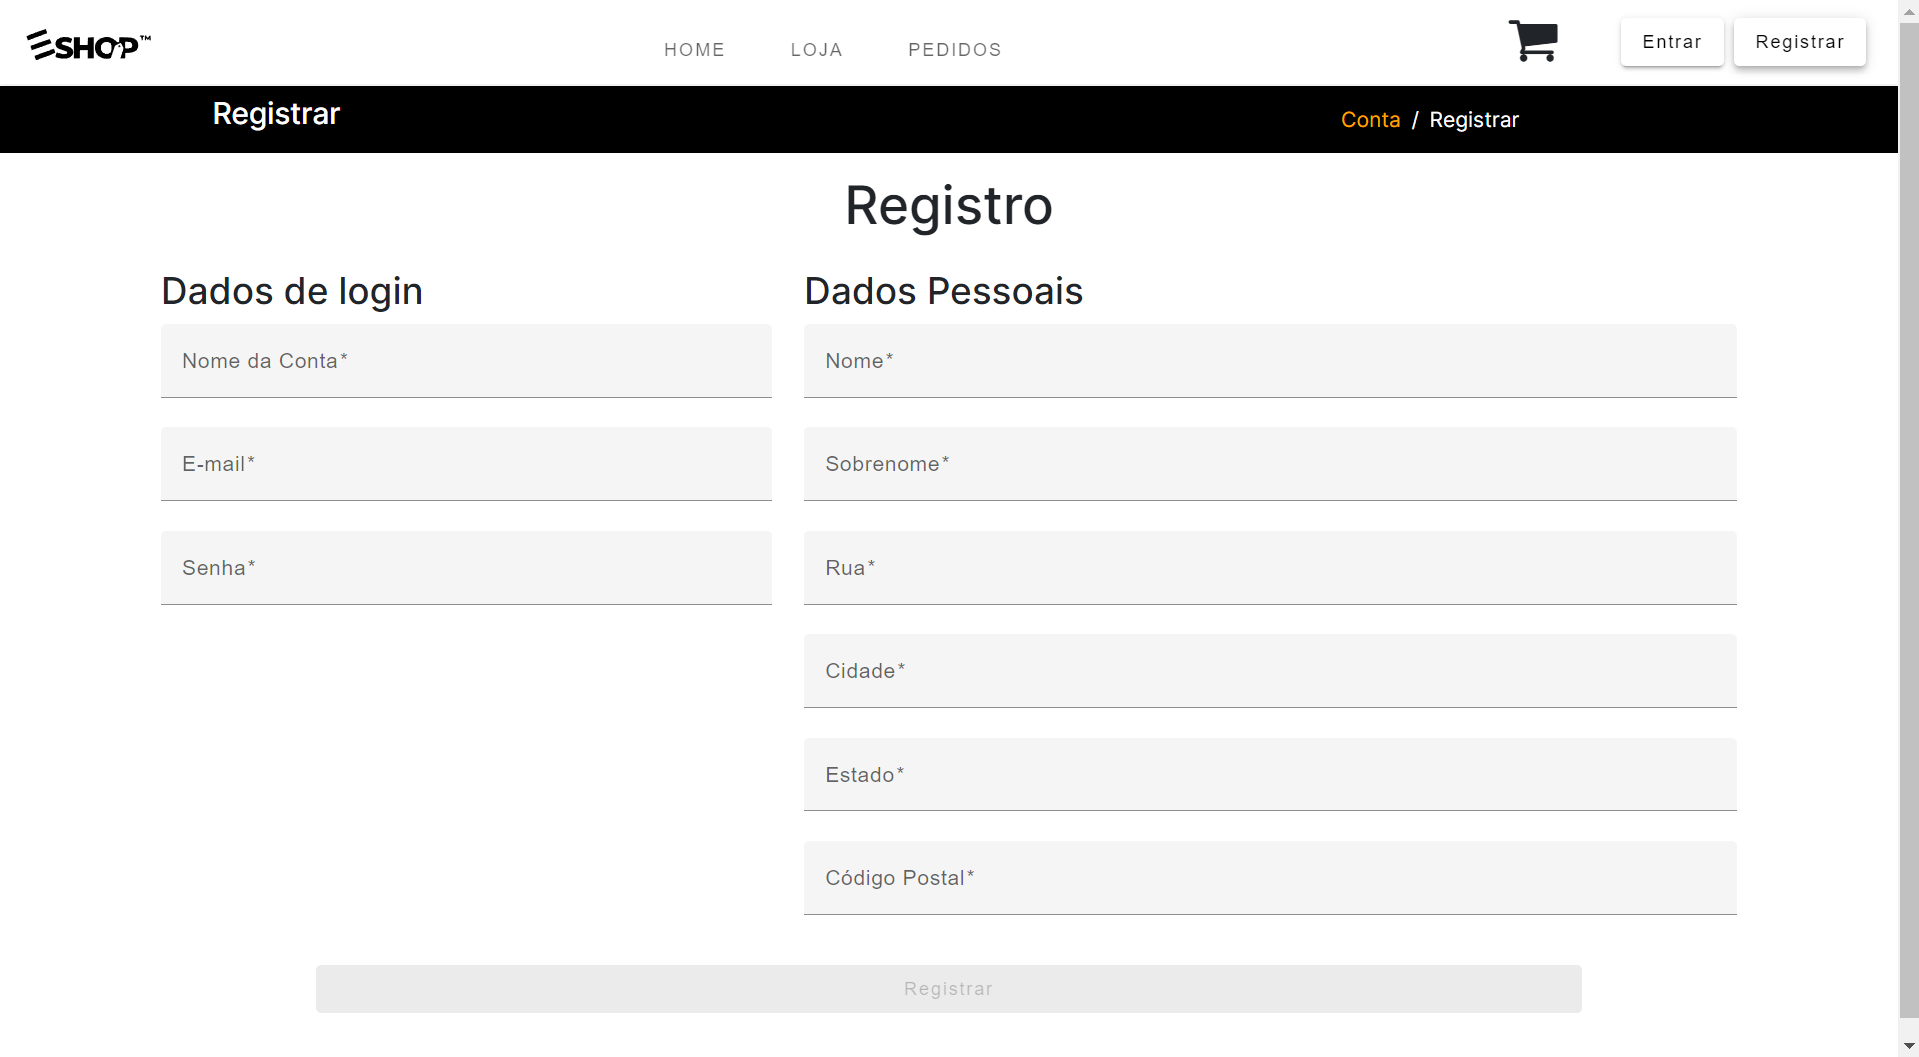 ESHOP™
HOME LOJA PEDIDOS
Entrar Registrar
Registrar
Conta / Registrar
Registro
Dados de login
Nome da Conta*
E-mail*
Senha*
Dados Pessoais
Nome*
Sobrenome*
Rua*
Cidade*
Estado*
Código Postal*
Registrar